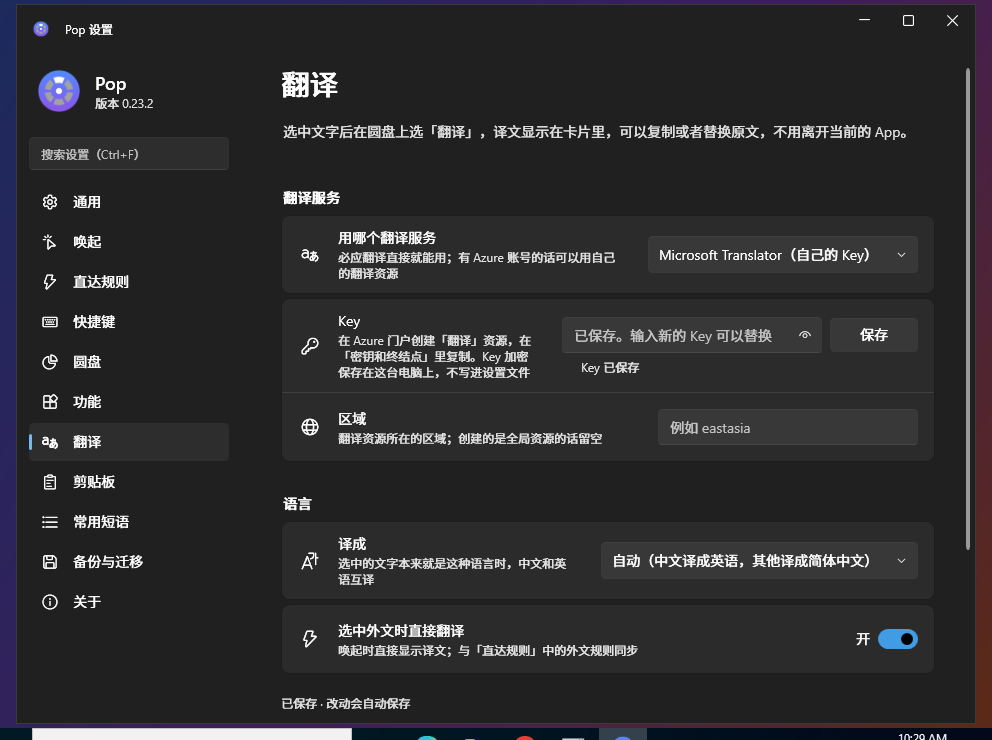 Pop 设置
Pop
版本 0.23.2
搜索设置（Ctrl+F）
通用
唤起
直达规则
快捷键
圆盘
功能
翻译
剪贴板
常用短语
备份与迁移
关于
翻译
选中文字后在圆盘上选「翻译」，译文显示在卡片里，可以复制或者替换原文，不用离开当前的 App。
翻译服务
用哪个翻译服务
必应翻译直接就能用；有 Azure 账号的话可以用自己
的翻译资源
Microsoft Translator（自己的 Key）
Key
在 Azure 门户创建「翻译」资源，在
「密钥和终结点」里复制。Key 加密
保存在这台电脑上，不写进设置文件
已保存。输入新的 Key 可以替换
保存
Key 已保存
区域
翻译资源所在的区域；创建的是全局资源的话留空
例如 eastasia
语言
译成
选中的文字本来就是这种语言时，中文和英
语互译
自动（中文译成英语，其他译成简体中文）
选中外文时直接翻译
唤起时直接显示译文；与「直达规则」中的外文规则同步
开
已保存 · 改动会自动保存
10:29 AM